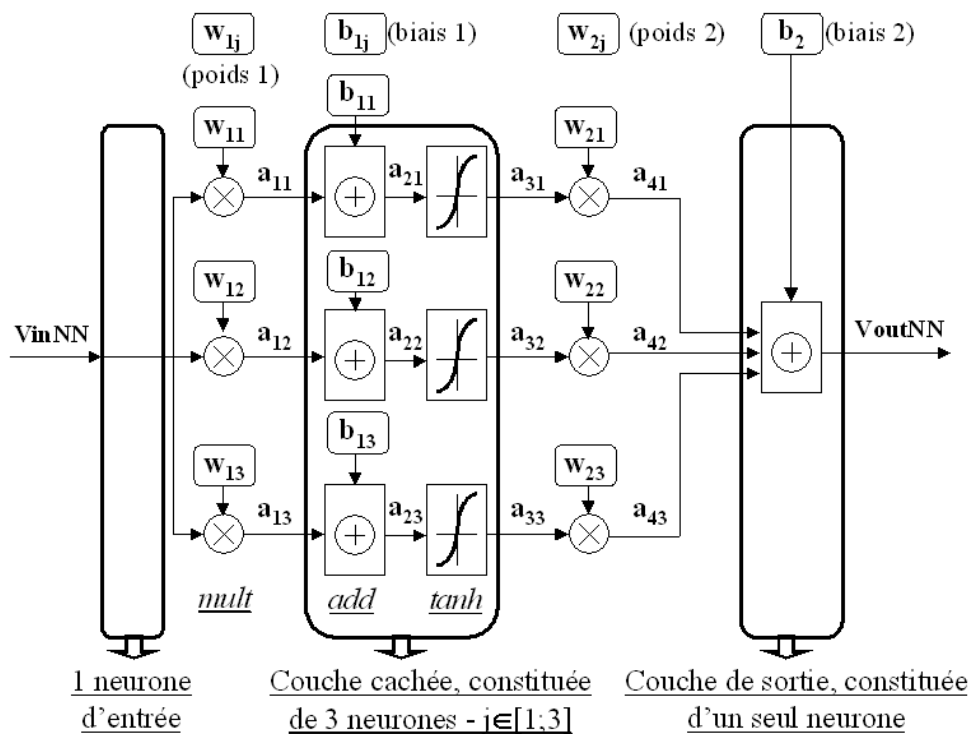 w1j
(poids 1)
b1j (biais 1)
w2j (poids 2)
b2 (biais 2)
b11
w11
w21
a11
a21
a31
a41
b12
w12
w22
VinNN
a12
a22
a32
a42
VoutNN
b13
w13
w23
a13
a23
a33
a43
mult
add
tanh
1 neurone
d'entrée
Couche cachée, constituée
de 3 neurones - j∈[1;3]
Couche de sortie, constituée
d'un seul neurone